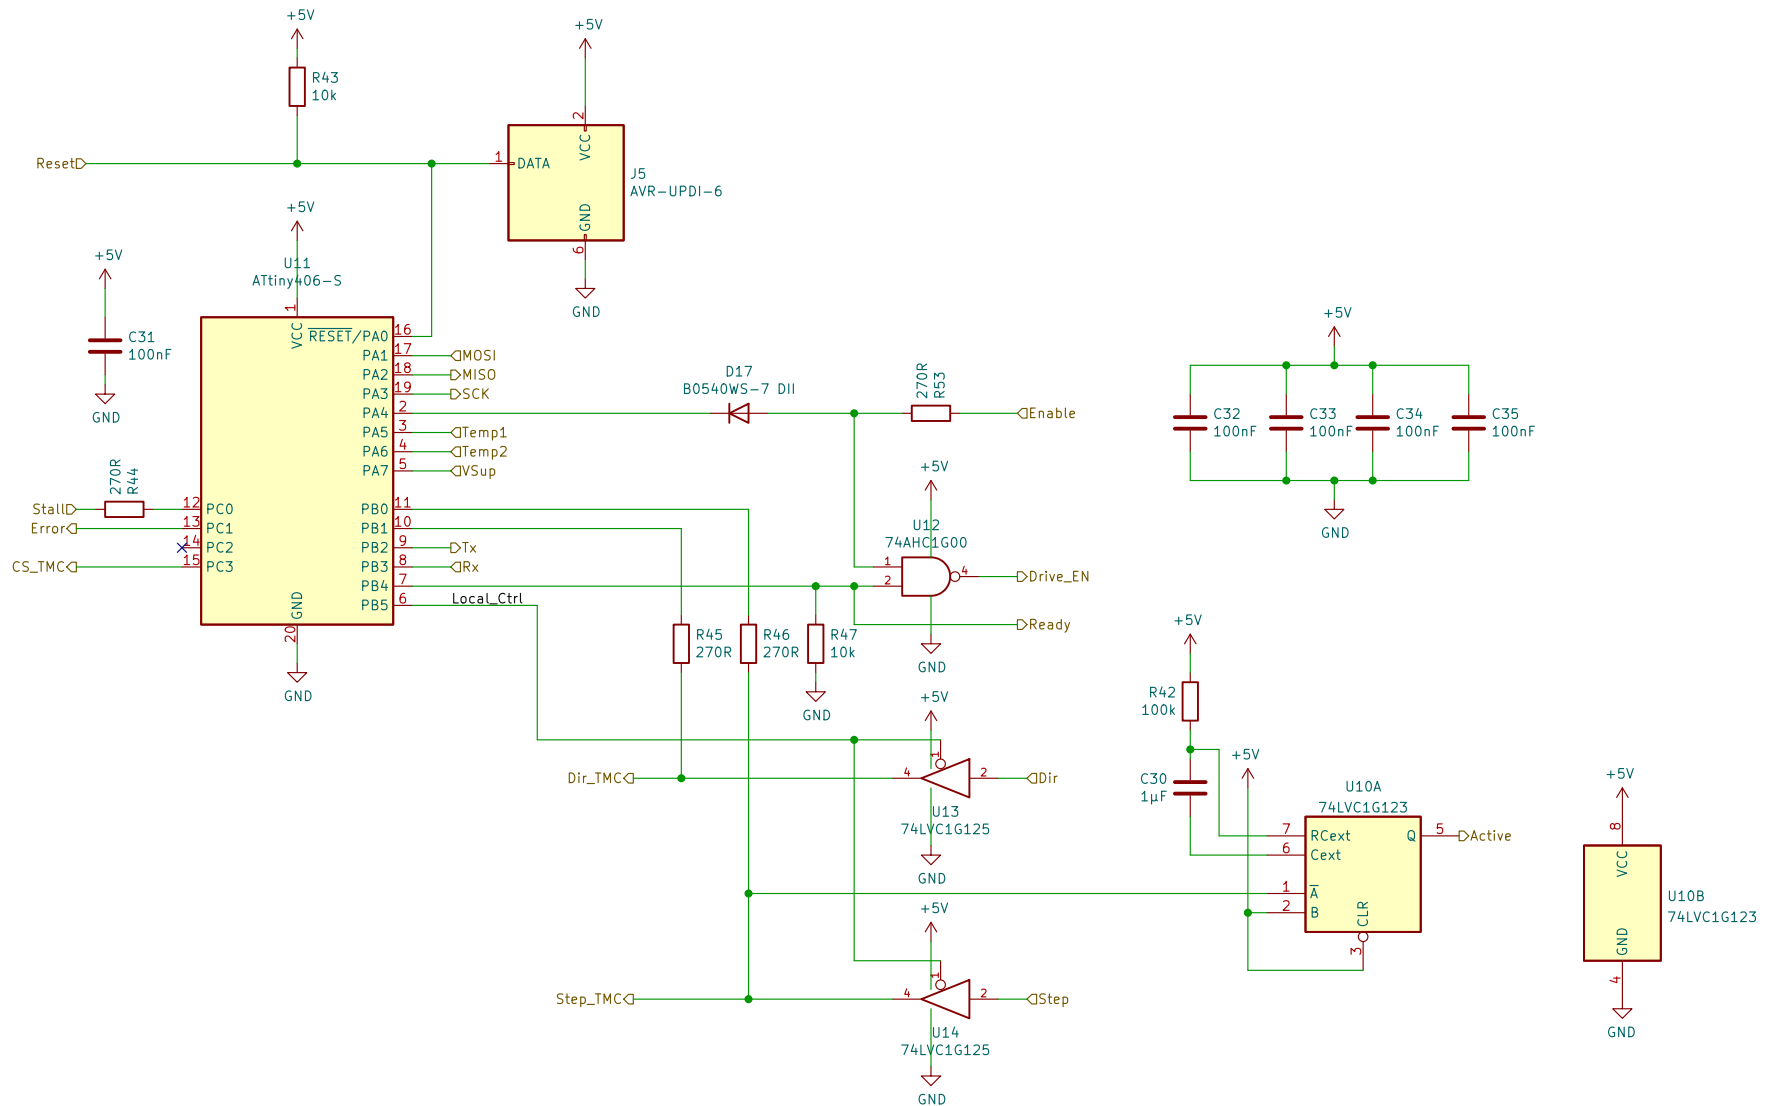 +5V
R43
10k
Reset
+5V
2
VCC
1
DATA
GND
6
J5
AVR-UPDI-6
GND
+5V
U11
ATtiny406-S
+5V
C31
100nF
GND
1
VCC
RESET/PA0
16
PA1
17
MOSI
PA2
18
MISO
PA3
19
SCK
PA4
2
PA5
3
Temp1
PA6
4
Temp2
PA7
5
VSup
270R
R44
Stall
12
PC0
PB0
11
Error
13
PC1
PB1
10
14
PC2
PB2
9
Tx
CS_TMC
15
PC3
PB3
8
Rx
PB4
7
PB5
6
Local_Ctrl
GND
20
GND
D17
B0540WS-7 DII
270R
R53
Enable
+5V
U12
74AHC1G00
1
2
4
Drive_EN
Ready
GND
R45
270R
R46
270R
R47
10k
GND
+5V
1
Dir_TMC
4
2
Dir
U13
74LVC1G125
GND
+5V
1
Step_TMC
4
2
Step
U14
74LVC1G125
GND
+5V
C32
100nF
C33
100nF
C34
100nF
C35
100nF
GND
+5V
R42
100k
+5V
C30
1µF
U10A
74LVC1G123
7
RCext
Q
5
Active
6
Cext
1
A
2
B
CLR
3
+5V
8
VCC
U10B
74LVC1G123
GND
4
GND